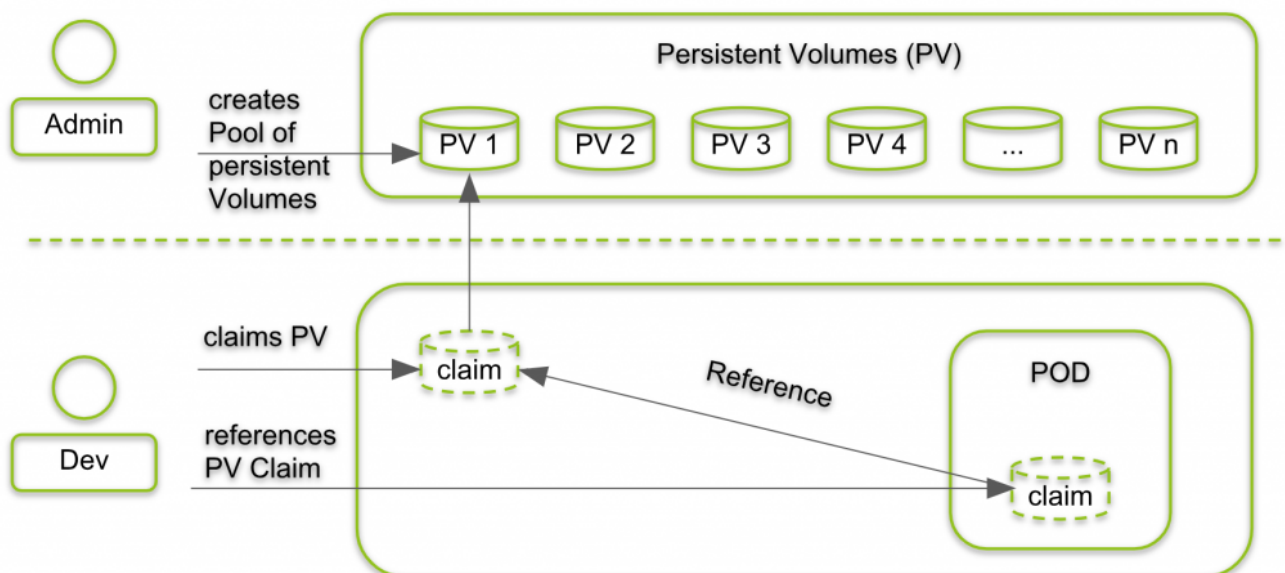 Persistent Volumes (PV)
Admin
creates
Pool of
persistent
Volumes
PV 1
PV 2
PV 3
PV 4
...
PV n
claims PV
claim
Reference
POD
Dev
references
PV Claim
claim